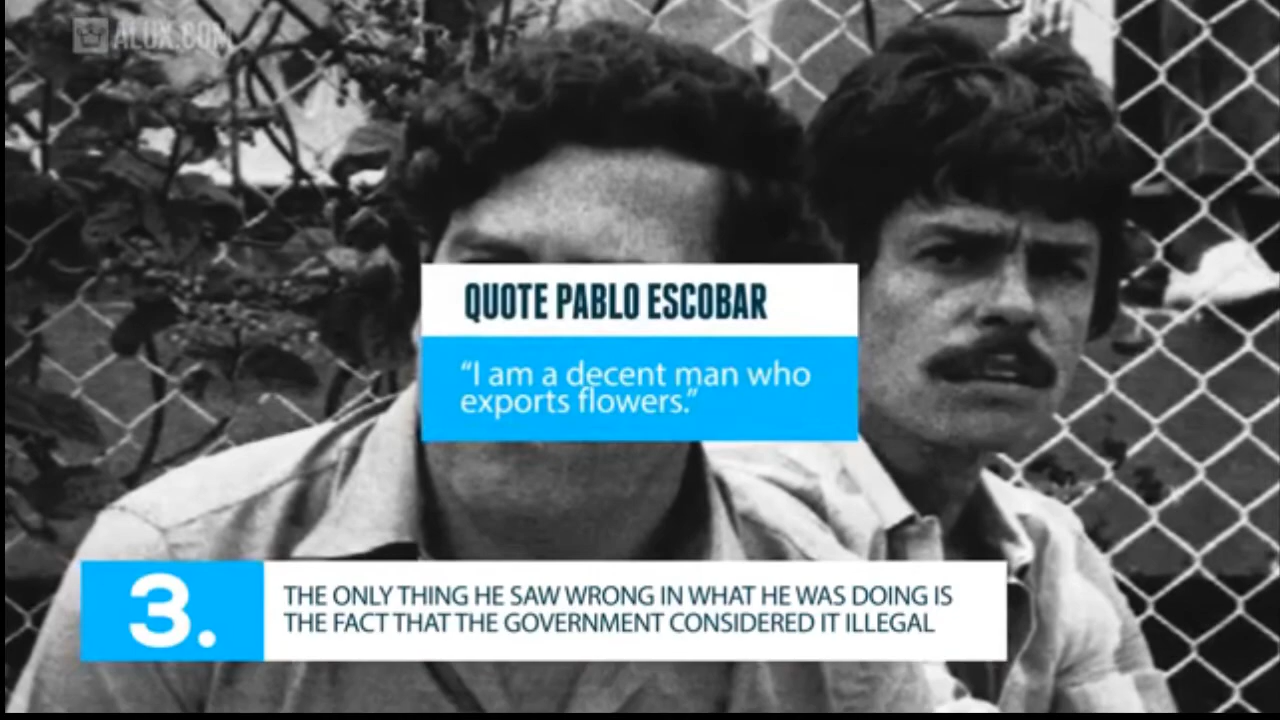 ALUX.COM
QUOTE PABLO ESCOBAR
“I am a decent man who
exports flowers.”
3.
THE ONLY THING HE SAW WRONG IN WHAT HE WAS DOING IS
THE FACT THAT THE GOVERNMENT CONSIDERED IT ILLEGAL